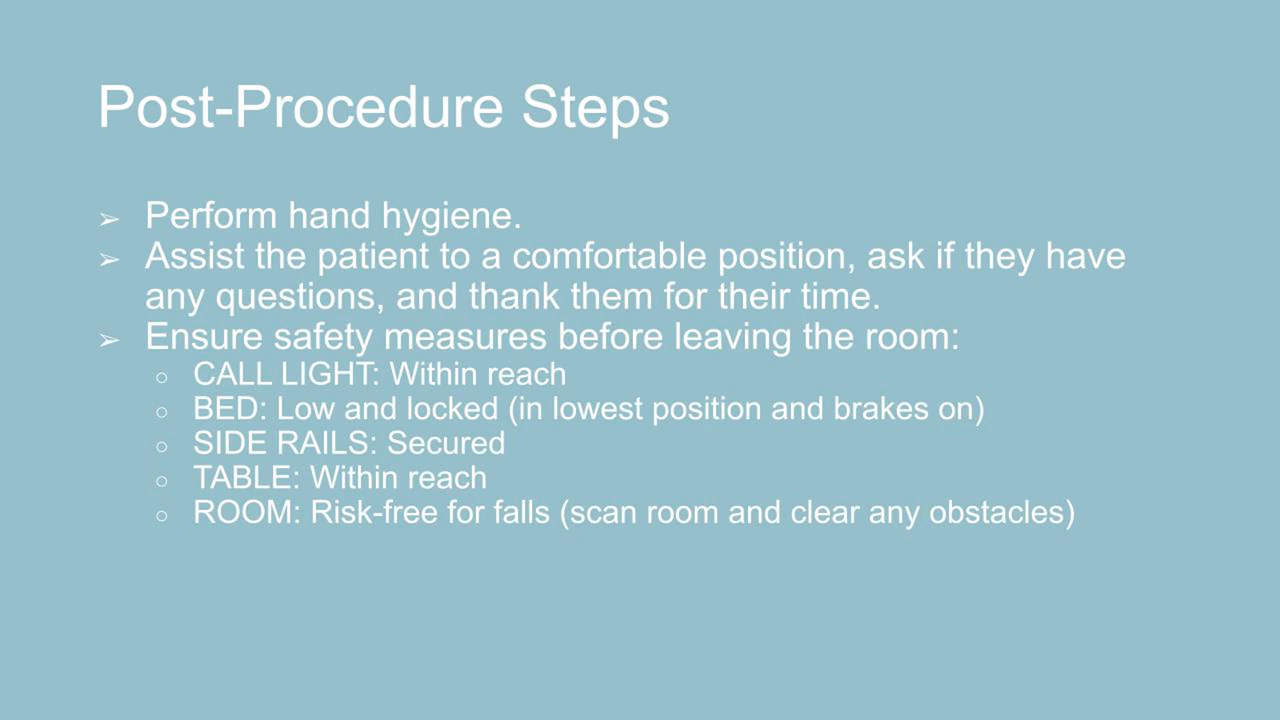 Post-Procedure Steps
➢ Perform hand hygiene.
➢ Assist the patient to a comfortable position, ask if they have
any questions, and thank them for their time.
➢ Ensure safety measures before leaving the room:
○ CALL LIGHT: Within reach
○ BED: Low and locked (in lowest position and brakes on)
○ SIDE RAILS: Secured
○ TABLE: Within reach
○ ROOM: Risk-free for falls (scan room and clear any obstacles)